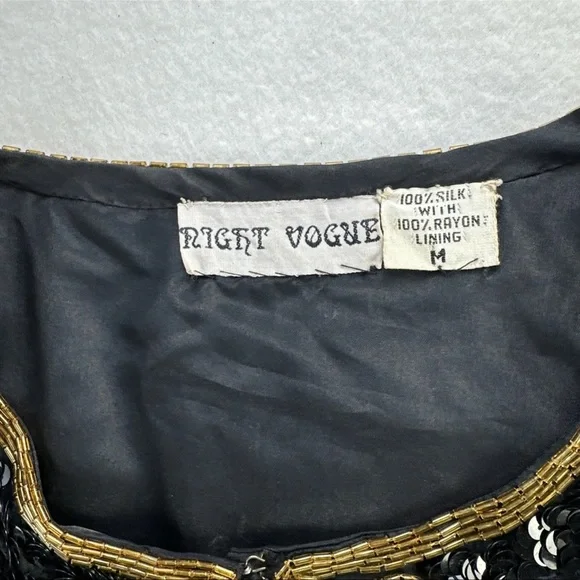 NIGHT VOGUE
100% SILK
WITH
100% RAYON
LINING
M